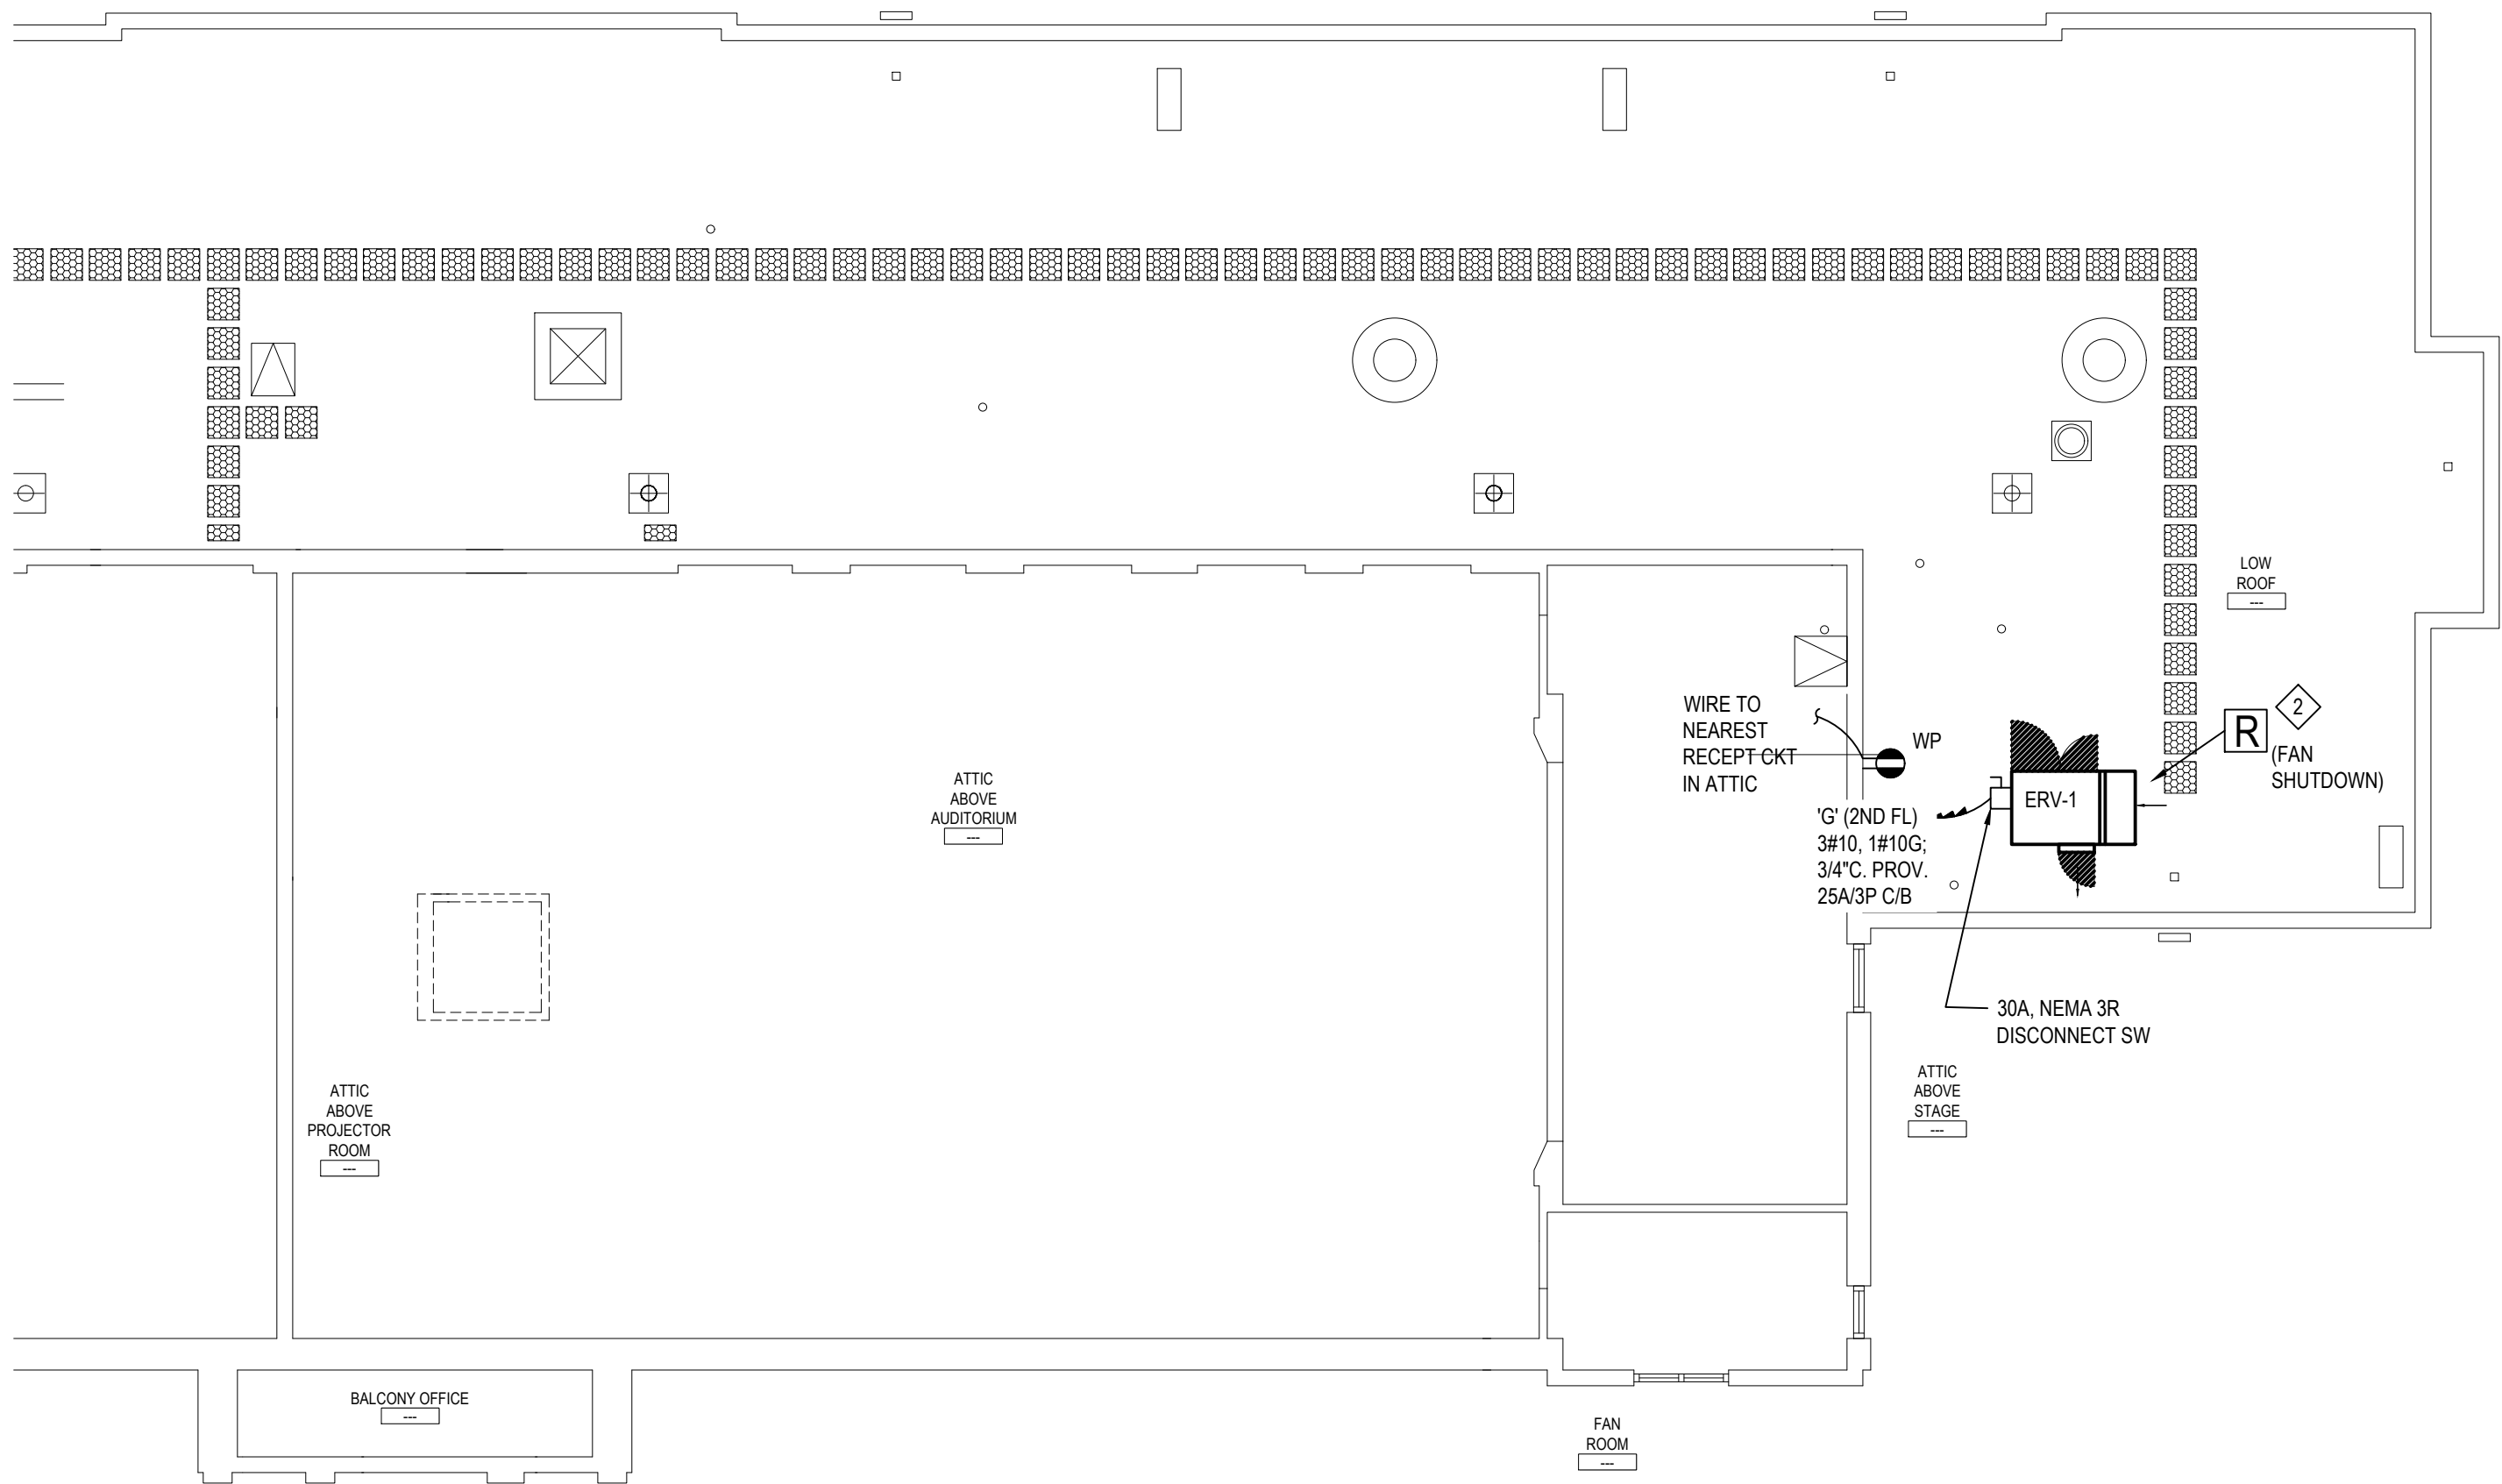 LOW
ROOF
---
WIRE TO
NEAREST
RECEPT CKT
IN ATTIC
WP
R
2
(FAN
SHUTDOWN)
ERV-1
'G' (2ND FL)
3#10, 1#10G;
3/4"C. PROV.
25A/3P C/B
ATTIC
ABOVE
AUDITORIUM
---
30A, NEMA 3R
DISCONNECT SW
ATTIC
ABOVE
STAGE
---
ATTIC
ABOVE
PROJECTOR
ROOM
---
BALCONY OFFICE
---
FAN
ROOM
---